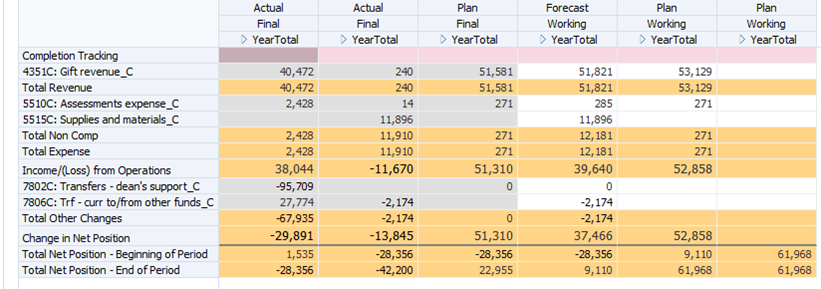 Actual Actual Plan Forecast Plan Plan
Final Final Final Working Working Working
YearTotal YearTotal YearTotal YearTotal YearTotal YearTotal
Completion Tracking
4351C: Gift revenue_C 40,472 240 51,581 51,821 53,129
Total Revenue 40,472 240 51,581 51,821 53,129
5510C: Assessments expense_C 2,428 14 271 285 271
5515C: Supplies and materials_C 11,896 11,896
Total Non Comp 2,428 11,910 271 12,181 271
Total Expense 2,428 11,910 271 12,181 271
Income/(Loss) from Operations 38,044 -11,670 51,310 39,640 52,858
7802C: Transfers - dean's support_C -95,709 0 0
7806C: Trf - curr to/from other funds_C 27,774 -2,174 -2,174
Total Other Changes -67,935 -2,174 0 -2,174
Change in Net Position -29,891 -13,845 51,310 37,466 52,858
Total Net Position - Beginning of Period 1,535 -28,356 -28,356 -28,356 9,110 61,968
Total Net Position - End of Period -28,356 -42,200 22,955 9,110 61,968 61,968